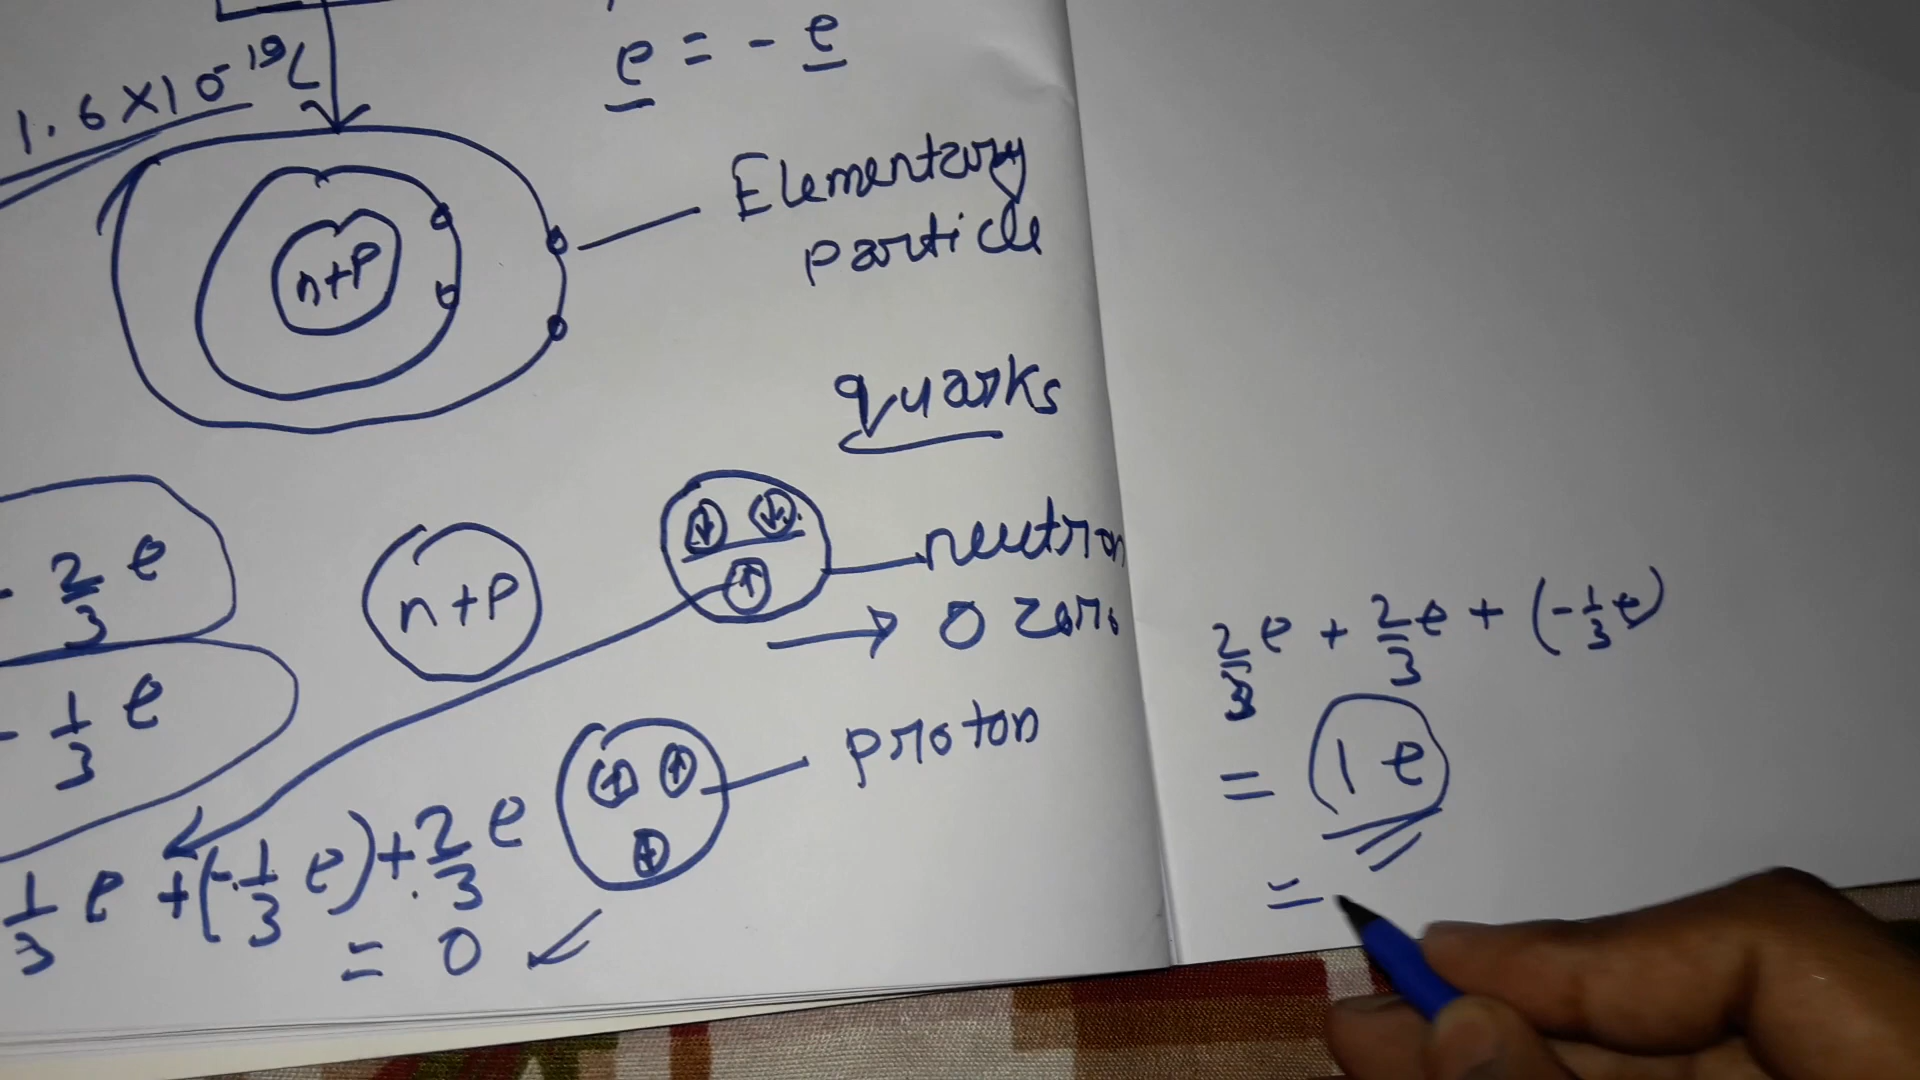 1.6×10⁻¹⁹C
e = - e
n+P
Elementary
particle
quarks
- 2/3 e
n+P
↓ ↓
↑
neutron
→ 0 zero
- 1/3 e
↑ ↑
↓
proton
1/3 e + (-1/3 e) + 2/3 e
= 0 ✓
2/3 e + 2/3 e + (-1/3 e)
= 1 e
=